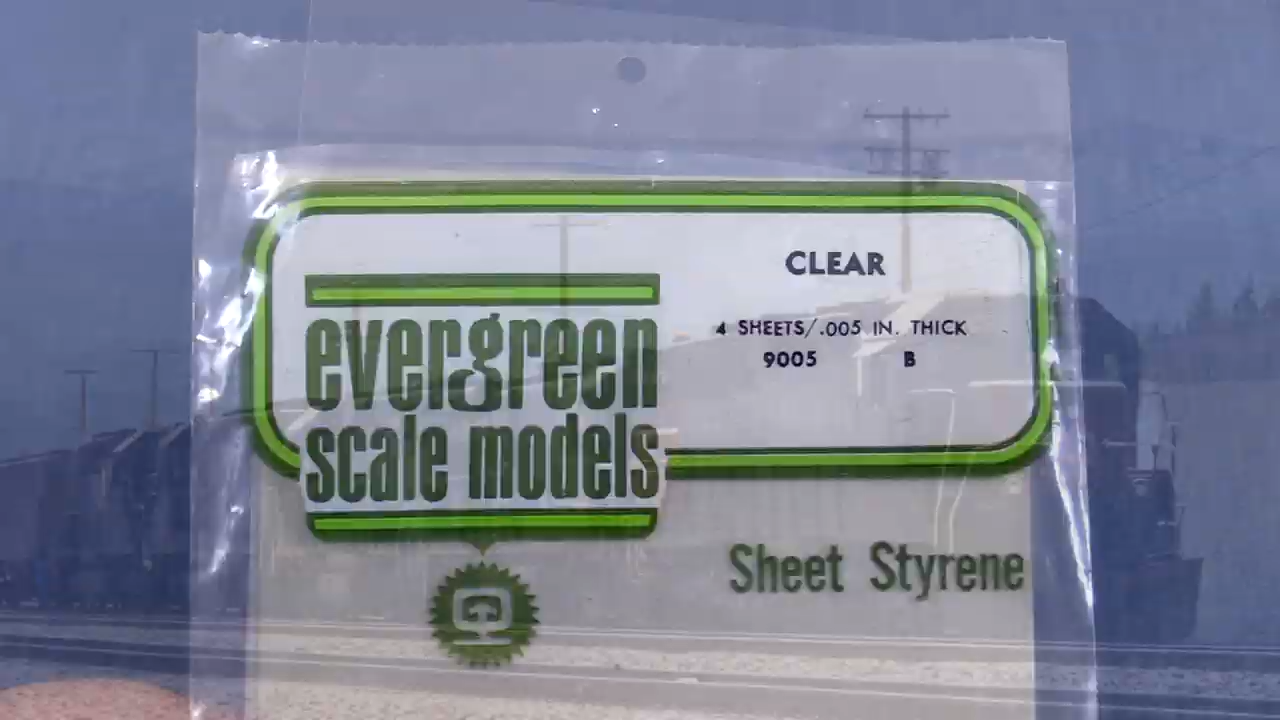 CLEAR
4 SHEETS/.005 IN. THICK
9005 B
evergreen
scale models
Sheet Styrene